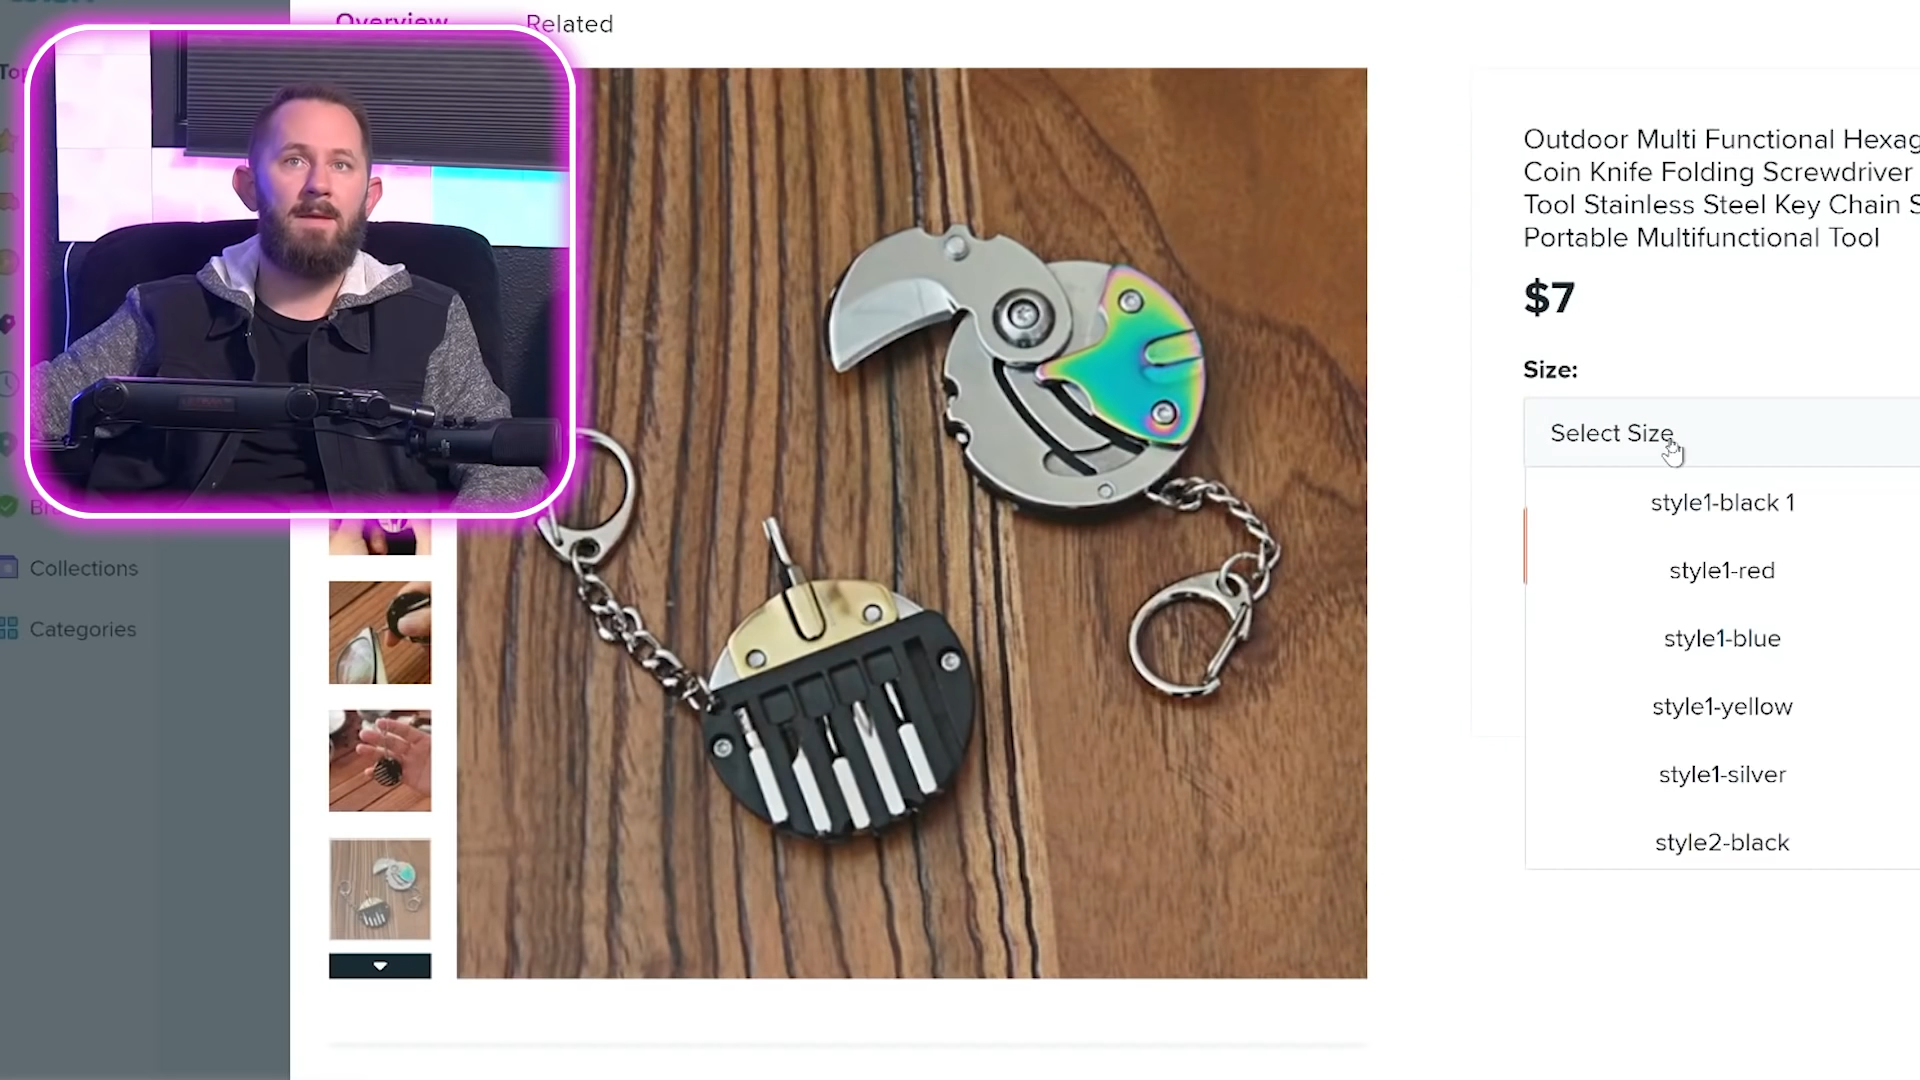 Overview
Related
Top
Collections
Categories
Outdoor Multi Functional Hexag
Coin Knife Folding Screwdriver
Tool Stainless Steel Key Chain S
Portable Multifunctional Tool
$7
Size:
Select Size
style1-black 1
style1-red
style1-blue
style1-yellow
style1-silver
style2-black